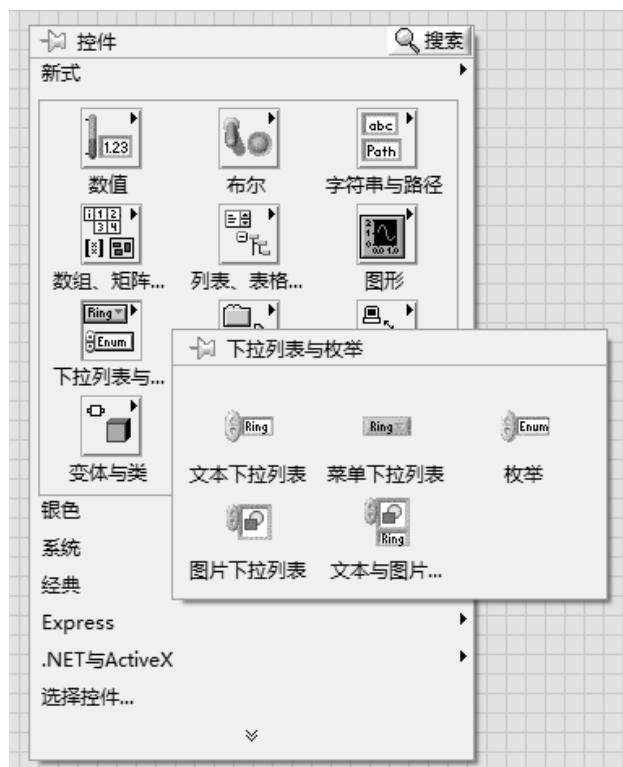 控件
搜索
新式
1.23
abc
Path
数值
布尔
字符串与路径
数组、矩阵...
列表、表格...
图形
Ring
Enum
下拉列表与...
下拉列表与枚举
变体与类
Ring
Ring
Enum
文本下拉列表
菜单下拉列表
枚举
Ring
图片下拉列表
文本与图片...
银色
系统
经典
Express
.NET与ActiveX
选择控件...